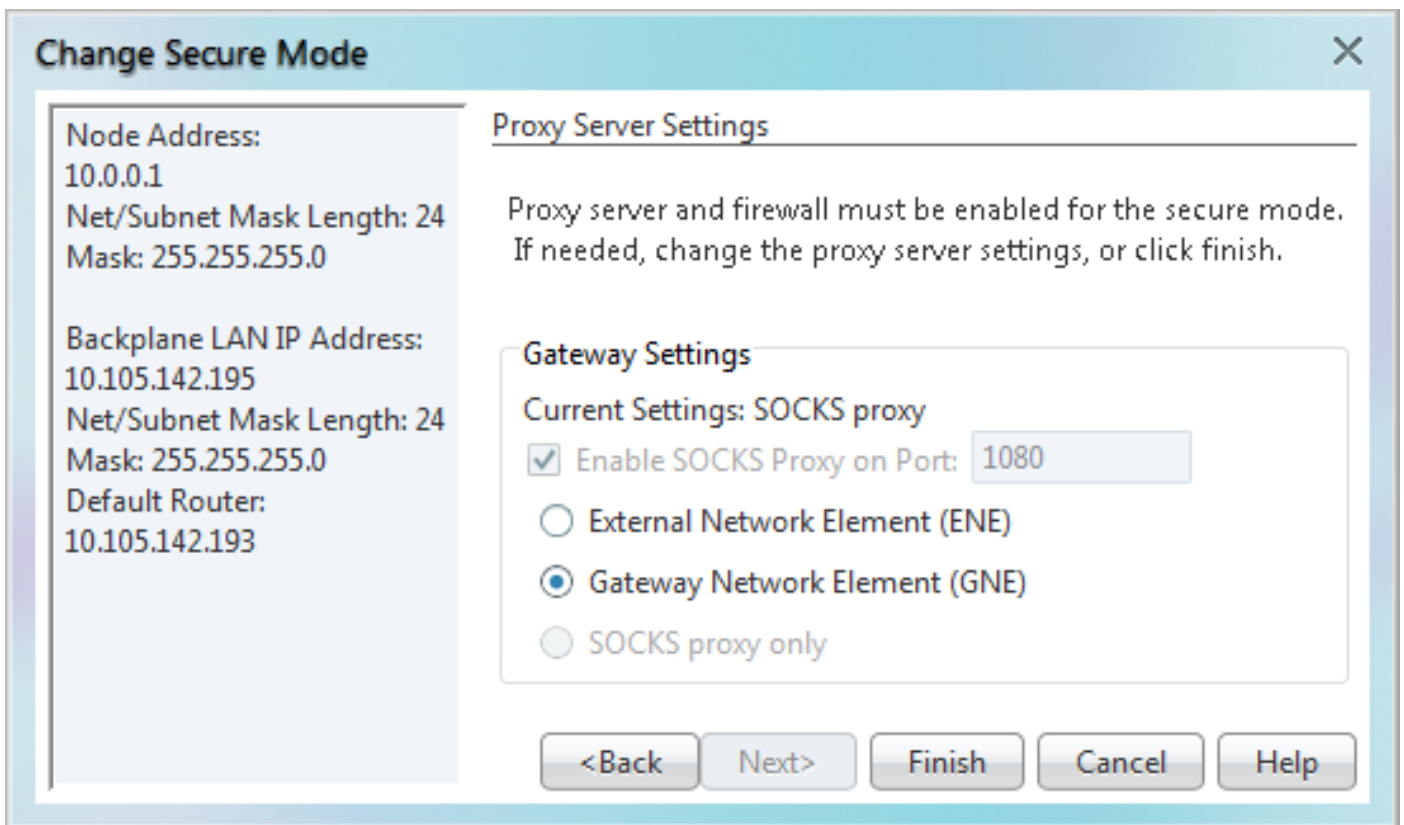 Change Secure Mode
Node Address:
10.0.0.1
Net/Subnet Mask Length: 24
Mask: 255.255.255.0
Backplane LAN IP Address:
10.105.142.195
Net/Subnet Mask Length: 24
Mask: 255.255.255.0
Default Router:
10.105.142.193
Proxy Server Settings
Proxy server and firewall must be enabled for the secure mode.
If needed, change the proxy server settings, or click finish.
Gateway Settings
Current Settings: SOCKS proxy
Enable SOCKS Proxy on Port: 1080
External Network Element (ENE)
Gateway Network Element (GNE)
SOCKS proxy only
<Back Next> Finish Cancel Help